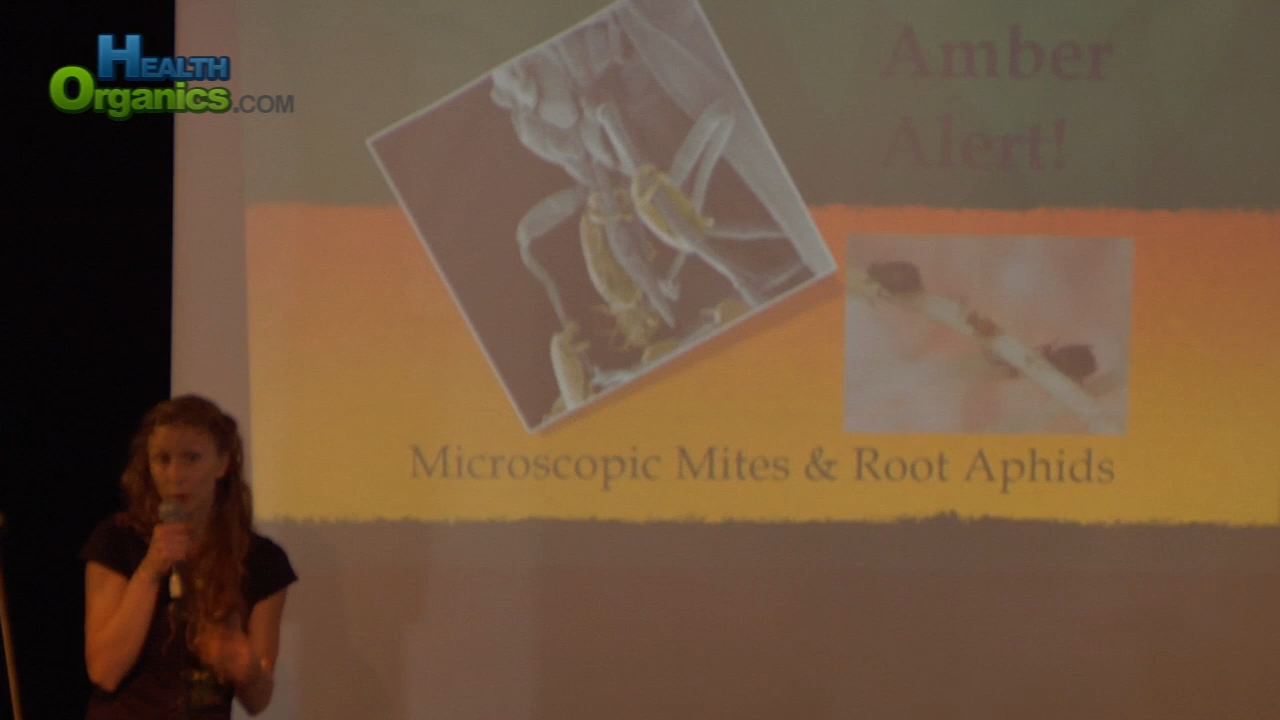 Health
Organics.com
Amber
Alert!
Microscopic Mites & Root Aphids